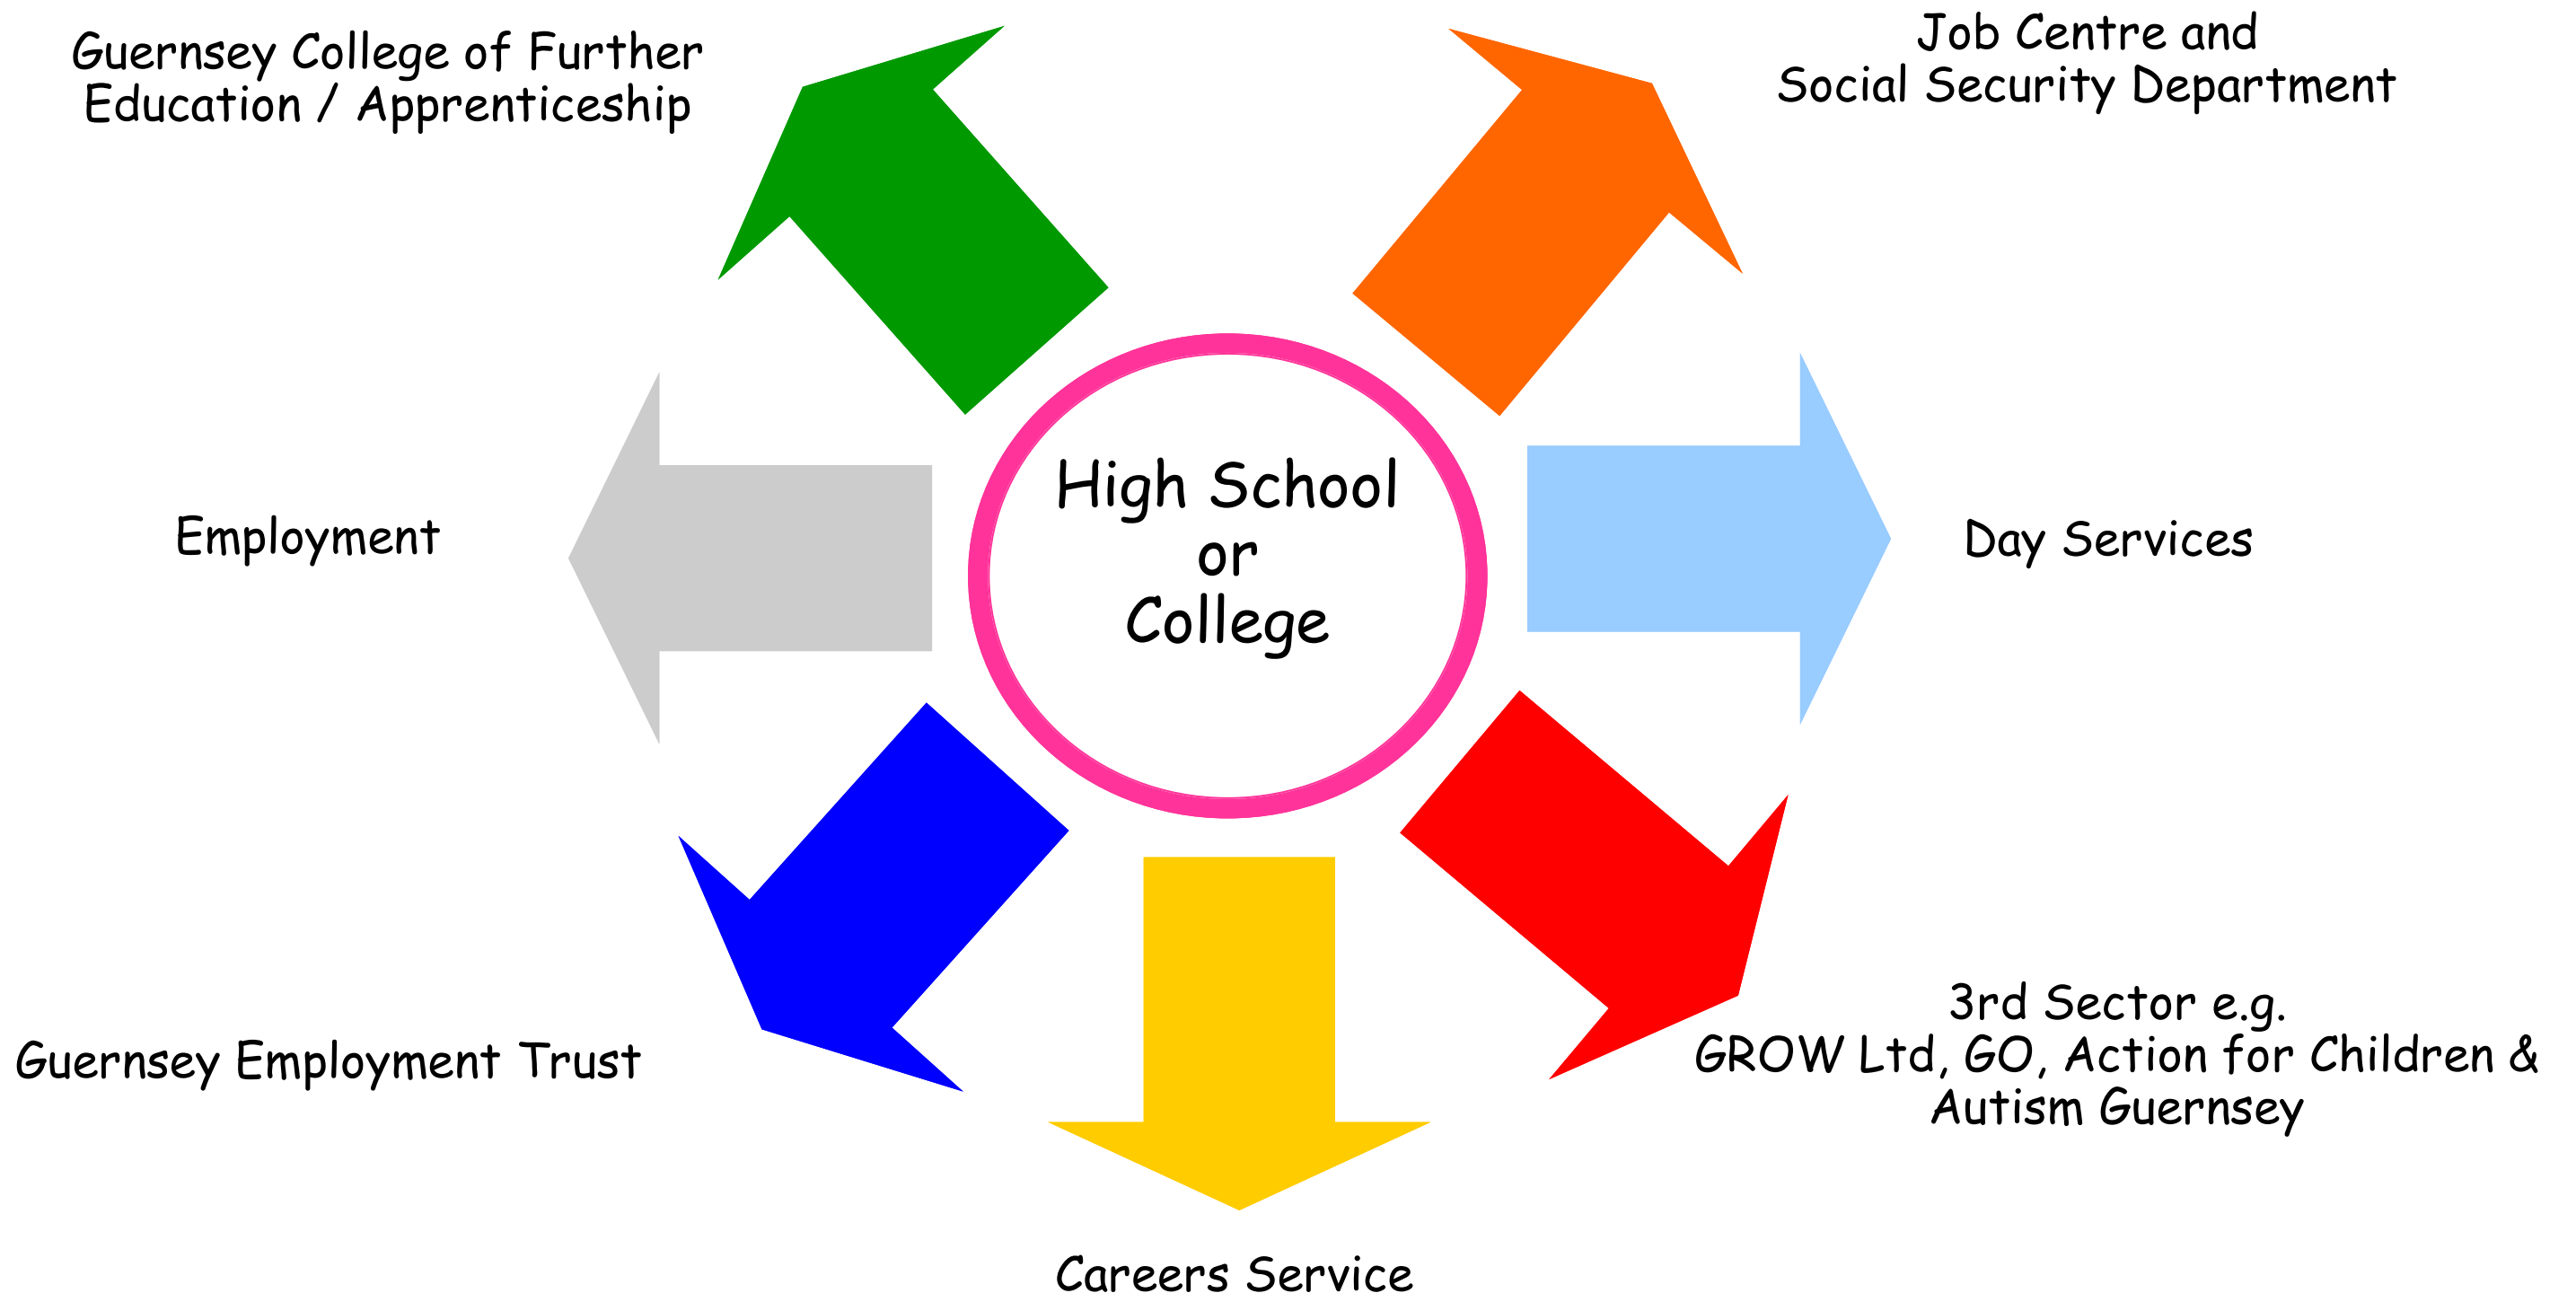 Guernsey College of Further
Education / Apprenticeship
Job Centre and
Social Security Department
High School
or
College
Employment
Day Services
Guernsey Employment Trust
3rd Sector e.g.
GROW Ltd, GO, Action for Children &
Autism Guernsey
Careers Service